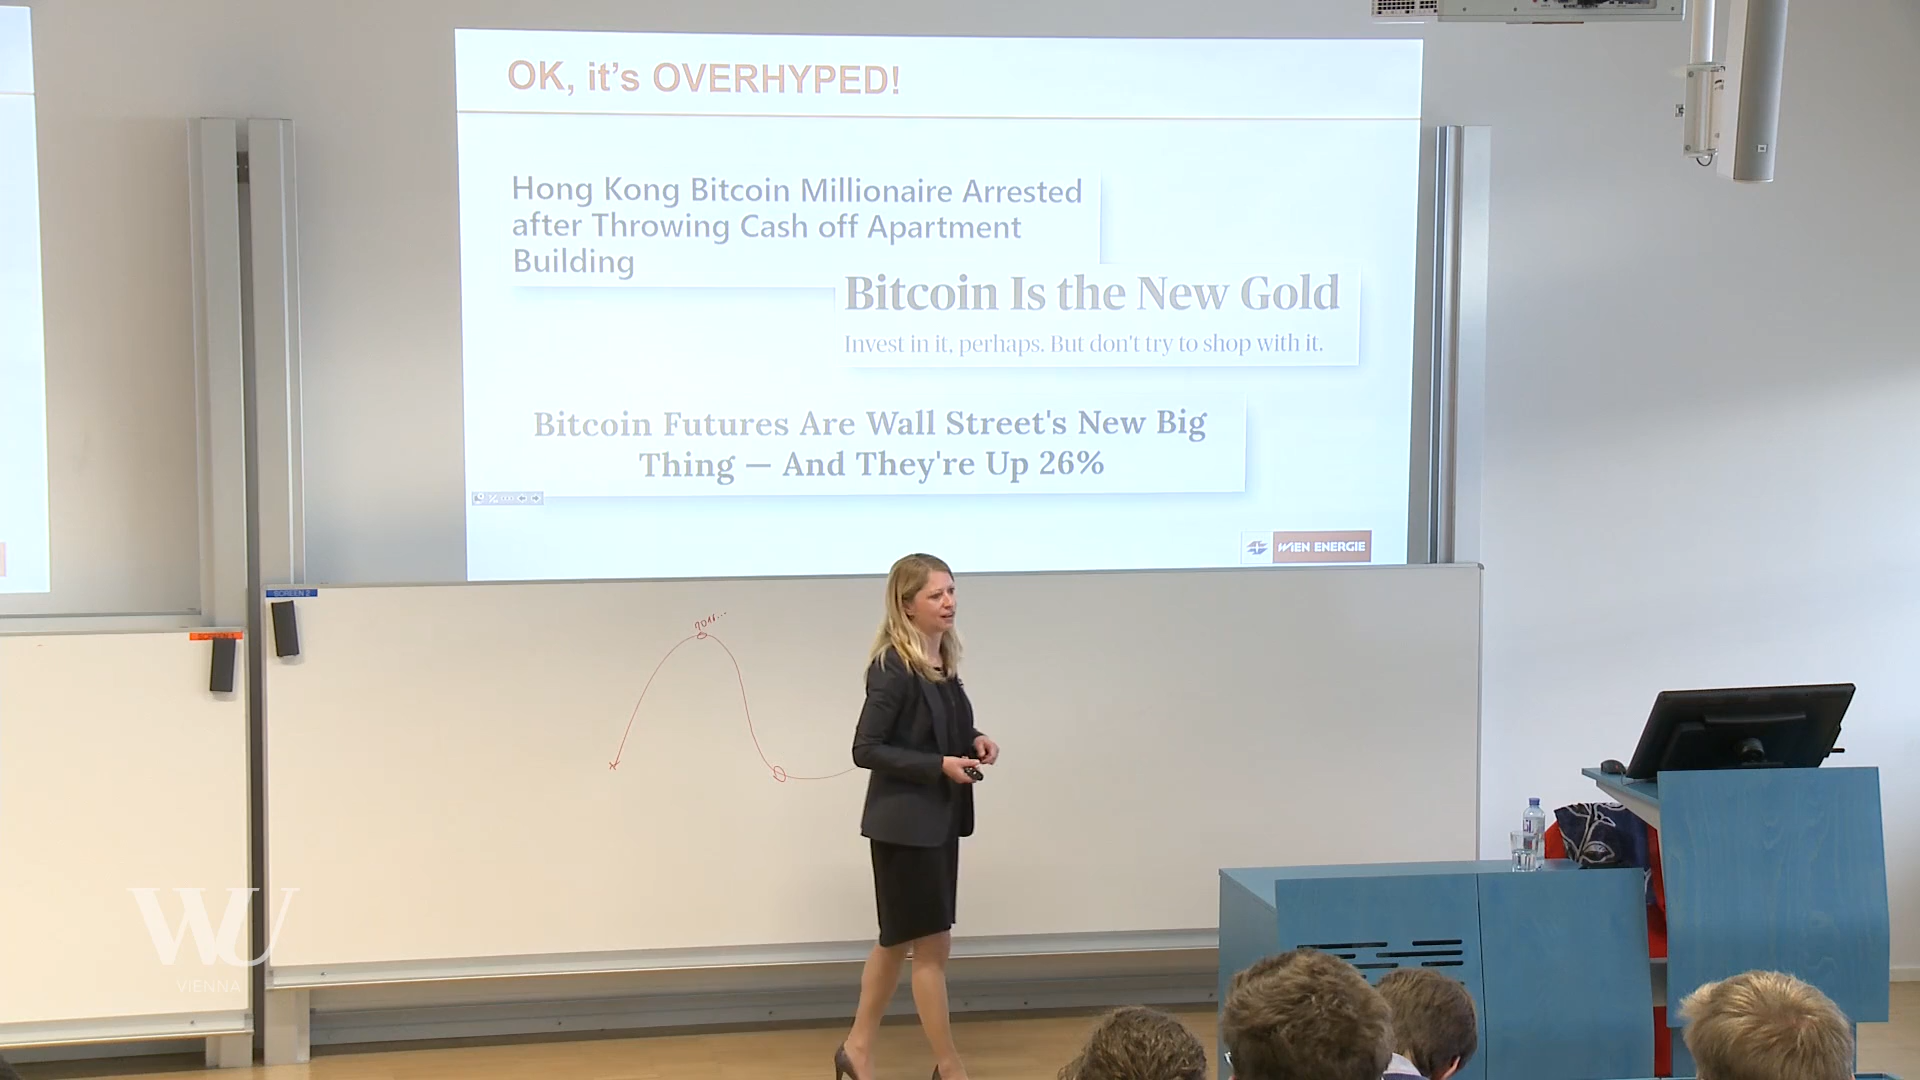 OK, it's OVERHYPED!
Hong Kong Bitcoin Millionaire Arrested
after Throwing Cash off Apartment
Building
Bitcoin Is the New Gold
Invest in it, perhaps. But don't try to shop with it.
Bitcoin Futures Are Wall Street's New Big
Thing — And They're Up 26%
WIEN ENERGIE
SCREEN 2
WU
VIENNA